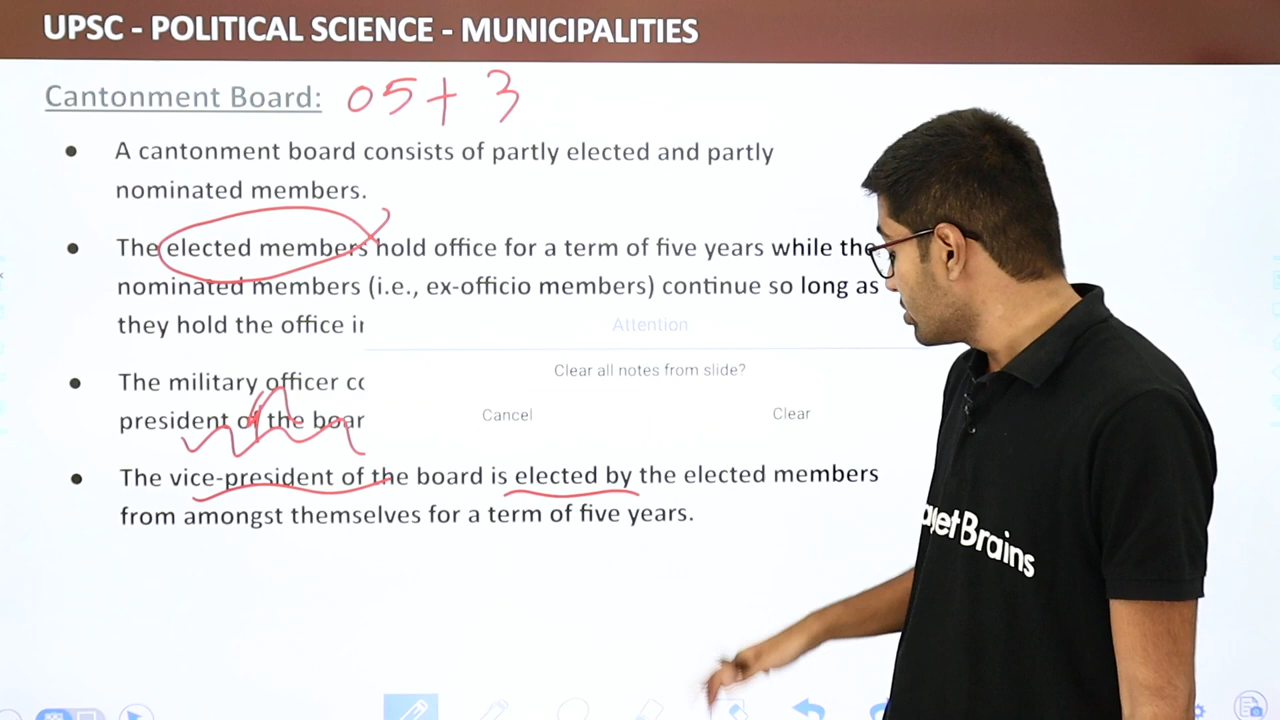 UPSC - POLITICAL SCIENCE - MUNICIPALITIES
Cantonment Board: 05+3
A cantonment board consists of partly elected and partly
nominated members.
The elected members hold office for a term of five years while the
nominated members (i.e., ex-officio members) continue so long as
they hold the office
Attention
Clear all notes from slide?
The military officer
president of the
Cancel
Clear
The vice-president of the board is elected by the elected members
from amongst themselves for a term of five years.
Brains